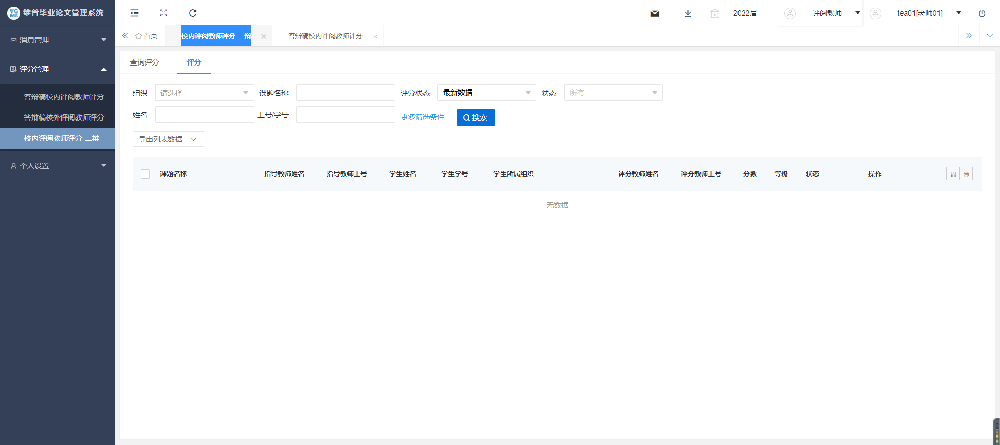 维普毕业论文管理系统
2022届
评阅教师
tea01[老师01]
消息管理
评分管理
答辩稿校内评阅教师评分
答辩稿校外评阅教师评分
校内评阅教师评分-二辩
个人设置
首页
校内评阅教师评分-二辩
答辩稿校内评阅教师评分
查询评分
评分
组织 请选择 课题名称 评分状态 最新数据 状态 所有
姓名 工号/学号 更多筛选条件 搜索
导出列表数据
课题名称 指导教师姓名 指导教师工号 学生姓名 学生学号 学生所属组织 评分教师姓名 评分教师工号 分数 等级 状态 操作
无数据